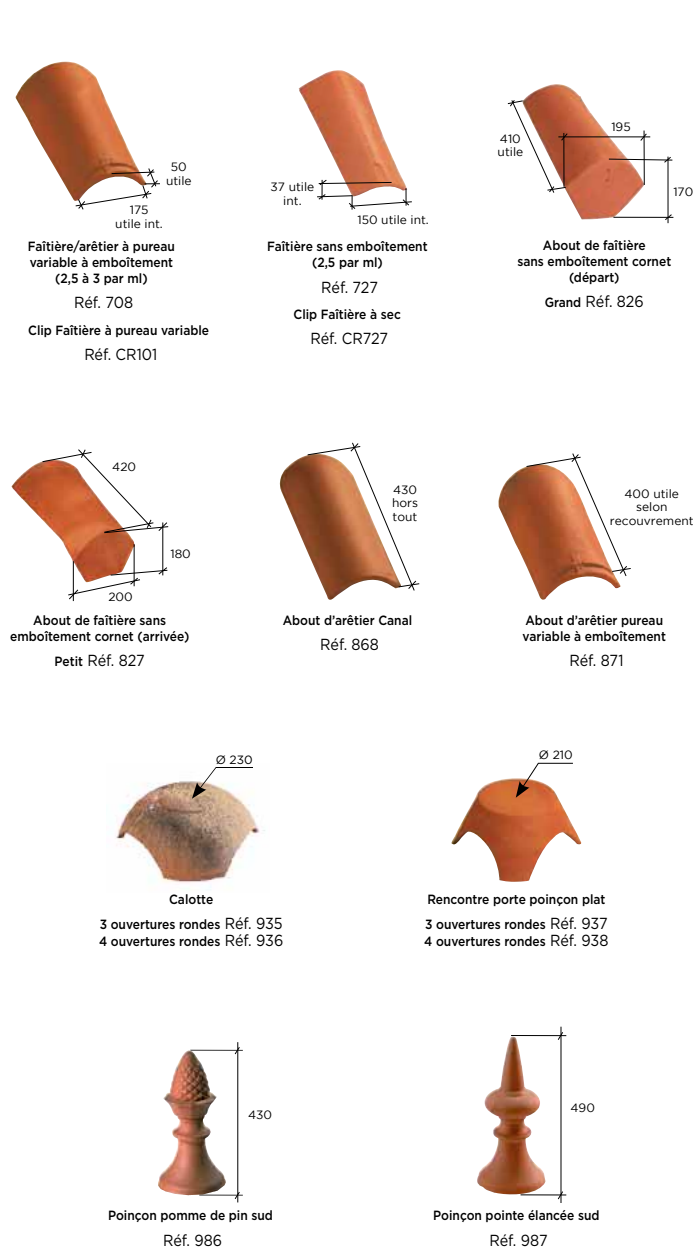 50
utile
175
utile int.
Faîtière/arêtier à pureau
variable à emboîtement
(2,5 à 3 par ml)
Réf. 708
Clip Faîtière à pureau variable
Réf. CR101
37 utile
int.
150 utile int.
Faîtière sans emboîtement
(2,5 par ml)
Réf. 727
Clip Faîtière à sec
Réf. CR727
410
utile
195
170
About de faîtière
sans emboîtement cornet
(départ)
Grand Réf. 826
420
180
200
About de faîtière sans
emboîtement cornet (arrivée)
Petit Réf. 827
430
hors
tout
About d'arêtier Canal
Réf. 868
400 utile
selon
recouvrement
About d'arêtier pureau
variable à emboîtement
Réf. 871
Ø 230
Calotte
3 ouvertures rondes Réf. 935
4 ouvertures rondes Réf. 936
Ø 210
Rencontre porte poinçon plat
3 ouvertures rondes Réf. 937
4 ouvertures rondes Réf. 938
430
Poinçon pomme de pin sud
Réf. 986
490
Poinçon pointe élancée sud
Réf. 987